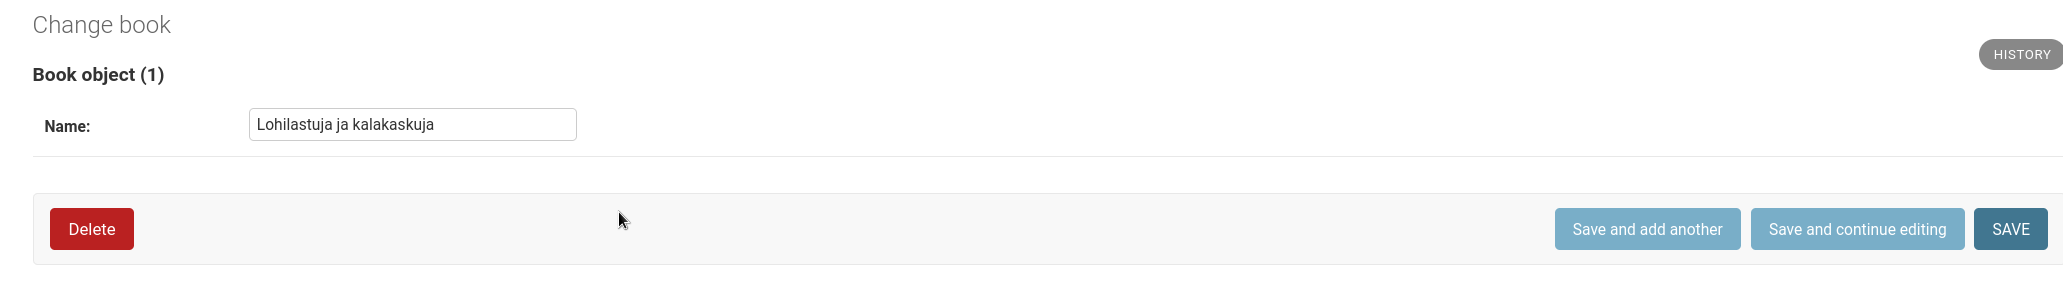 Change book
HISTORY
Book object (1)
Name: Lohilastuja ja kalakaskuja
Delete Save and add another Save and continue editing SAVE